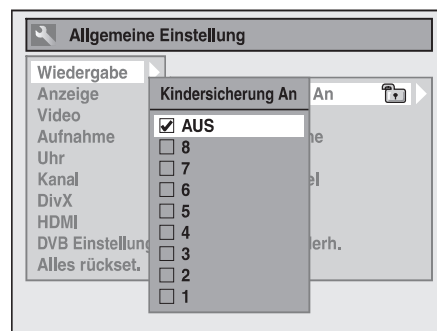 Allgemeine Einstellung
Wiedergabe
Anzeige
Video
Aufnahme
Uhr
Kanal
DivX
HDMI
DVB Einstellung
Alles rückset.
Kindersicherung An
AUS
8
7
6
5
4
3
2
1
An